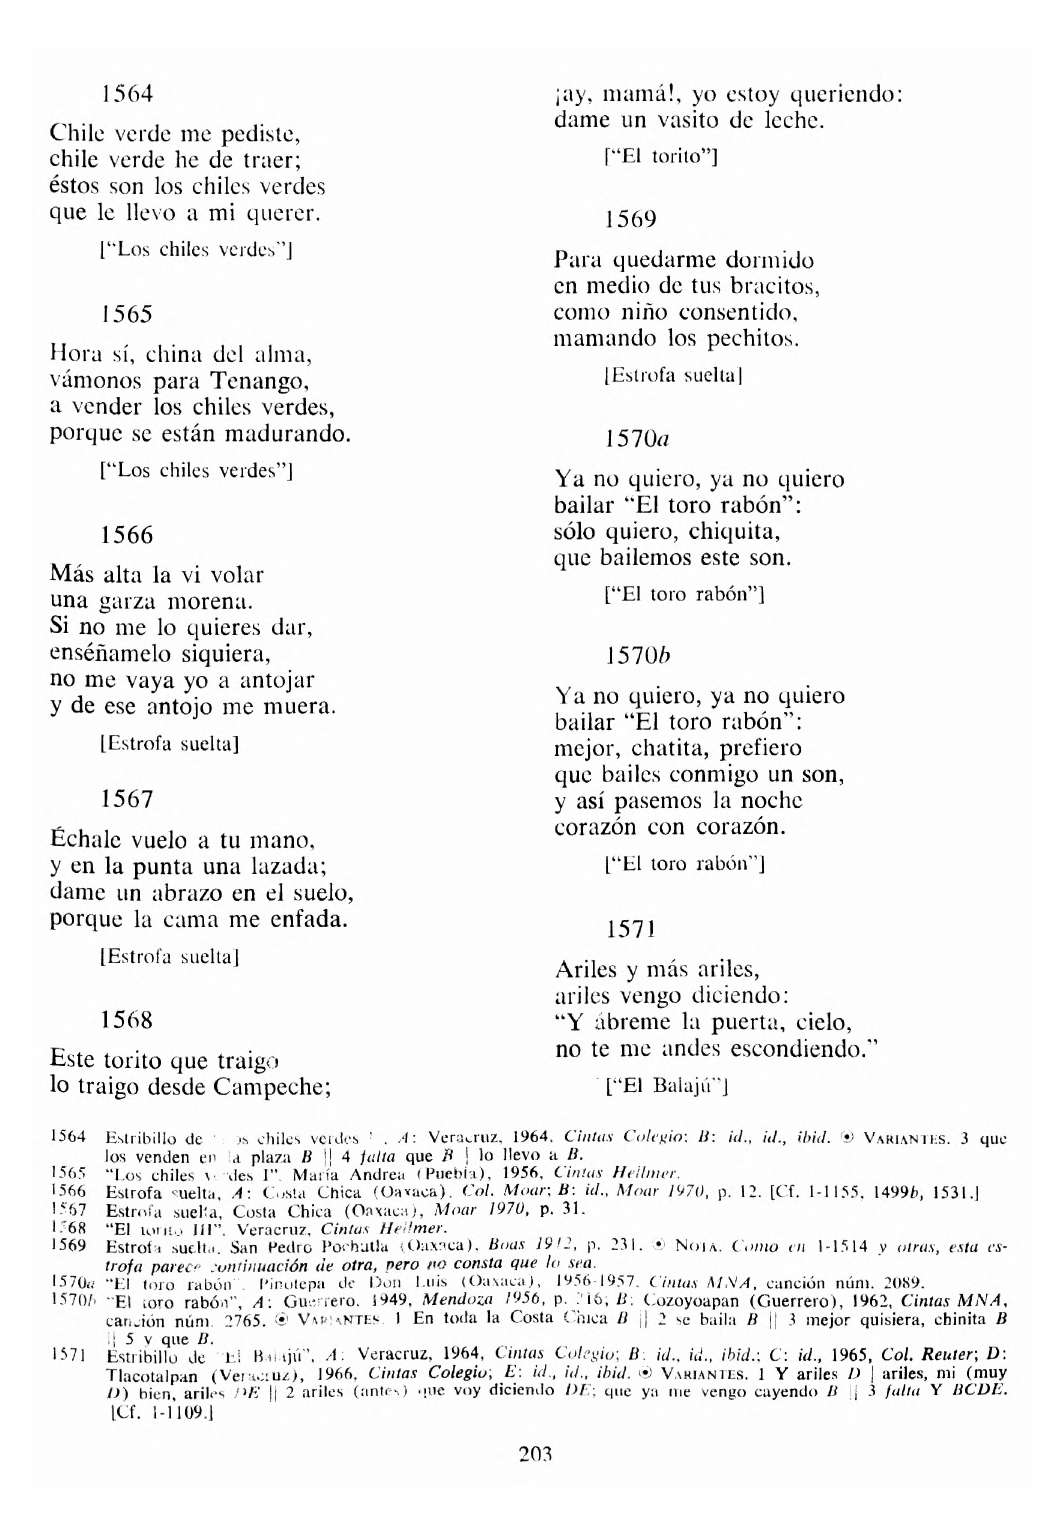 1564
Chile verde me pediste,
chile verde he de traer;
éstos son los chiles verdes
que le llevo a mi querer.
[“Los chiles verdes”]
1565
Hora sí, china del alma,
vámonos para Tenango,
a vender los chiles verdes,
porque se están madurando.
[“Los chiles verdes”]
1566
Más alta la vi volar
una garza morena.
Si no me lo quieres dar,
enséñamelo siquiera,
no me vaya yo a antojar
y de ese antojo me muera.
[Estrofa suelta]
1567
Échale vuelo a tu mano,
y en la punta una lazada;
dame un abrazo en el suelo,
porque la cama me enfada.
[Estrofa suelta]
1568
Este torito que traigo
lo traigo desde Campeche;
¡ay, mamá!, yo estoy queriendo:
dame un vasito de leche.
[“El torito”]
1569
Para quedarme dormido
en medio de tus bracitos,
como niño consentido,
mamando los pechitos.
[Estrofa suelta]
1570a
Ya no quiero, ya no quiero
bailar “El toro rabón”:
sólo quiero, chiquita,
que bailemos este son.
[“El toro rabón”]
1570b
Ya no quiero, ya no quiero
bailar “El toro rabón”:
mejor, chatita, prefiero
que bailes conmigo un son,
y así pasemos la noche
corazón con corazón.
[“El toro rabón”]
1571
Ariles y más ariles,
ariles vengo diciendo:
“Y ábreme la puerta, cielo,
no te me andes escondiendo.”
[“El Balajú”]
1564 Estribillo de chiles verdes ”. A: Veracruz, 1964. Cintas Colegio; B: id., id., ibid. ⦿ VARIANTES. 3 que
los venden en la plaza B || 4 falta que B | lo llevo a B.
1565 “Los chiles verdes I”. María Andrea (Puebla), 1956, Cintas Hellmer.
1566 Estrofa suelta, A: Costa Chica (Oaxaca). Col. Moar; B: id., Moar 1970, p. 12. [Cf. 1-1155, 1499b, 1531.]
1567 Estrofa suelta, Costa Chica (Oaxaca), Moar 1970, p. 31.
1568 “El torito III”. Veracruz, Cintas Hellmer.
1569 Estrofa suelta. San Pedro Pochutla (Oaxaca). Boas 1912, p. 231. ⦿ NOTA. Como en 1-1514 y otras, esta es-
trofa parece continuación de otra, pero no consta que lo sea.
1570a “El toro rabón”. Pinotepa de Don Luis (Oaxaca), 1956-1957. Cintas MNA, canción núm. 2089.
1570b “El toro rabón”, A: Guerrero. 1949, Mendoza 1956, p. 16; B: Cozoyoapan (Guerrero), 1962, Cintas MNA,
canción núm. 2765. ⦿ VARIANTES. 1 En toda la Costa Chica B || 2 se baila B || 3 mejor quisiera, chinita B
|| 5 y que B.
1571 Estribillo de “El Balajú”, A: Veracruz, 1964, Cintas Colegio; B: id., id., ibid.; C: id., 1965, Col. Reuter; D:
Tlacotalpan (Veracruz), 1966, Cintas Colegio; E: id., id., ibid. ⦿ VARIANTES. 1 Y ariles D | ariles, mi (muy
D) bien, ariles DE || 2 ariles (antes) que voy diciendo DE; que ya me vengo cayendo B || 3 falta Y BCDE.
[Cf. 1-1109.]
203